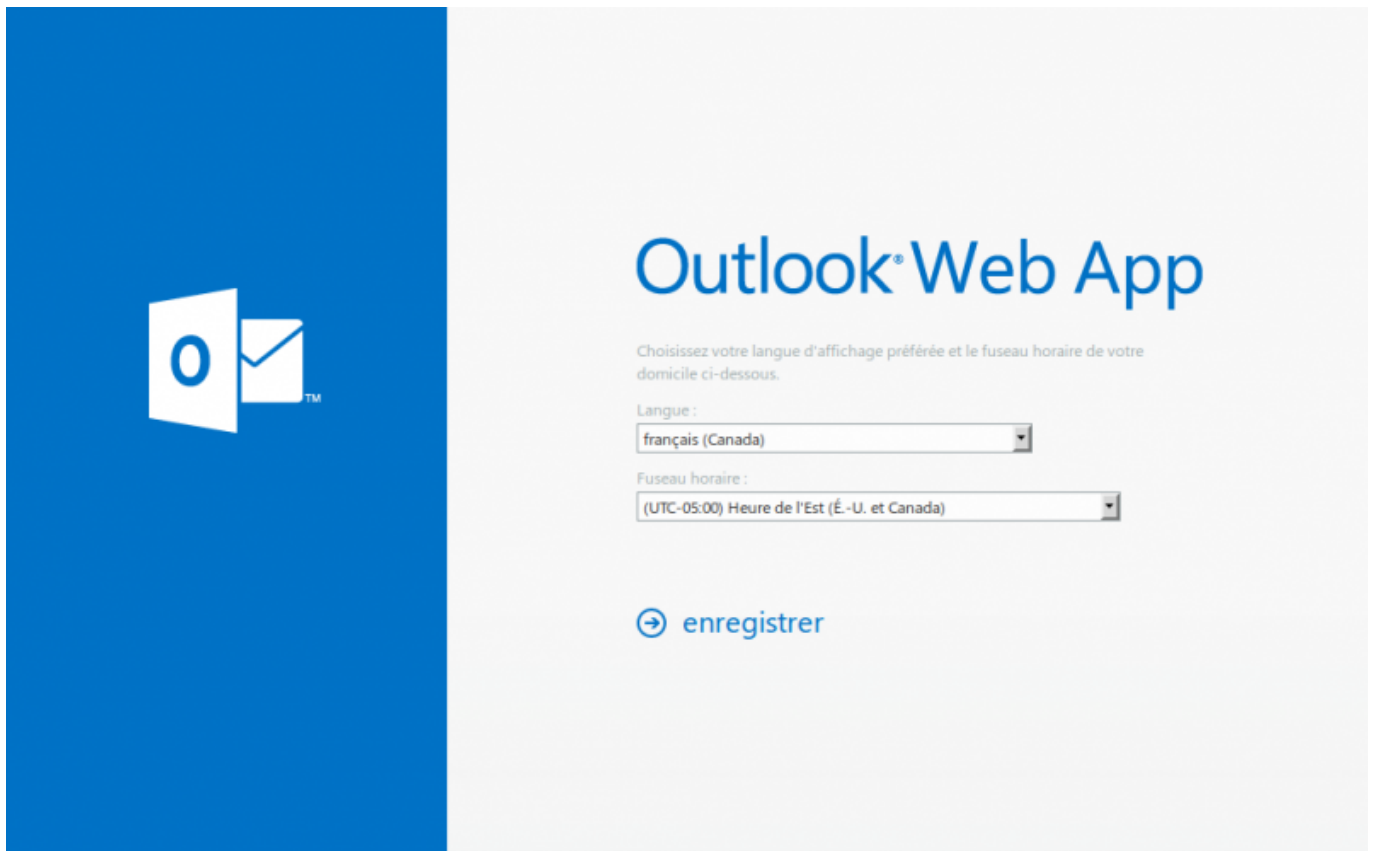 Outlook® Web App
Choisissez votre langue d'affichage préférée et le fuseau horaire de votre
domicile ci-dessous.
Langue :
français (Canada)
O
TM
Fuseau horaire :
(UTC-05:00) Heure de l'Est (É.-U. et Canada)
enregistrer